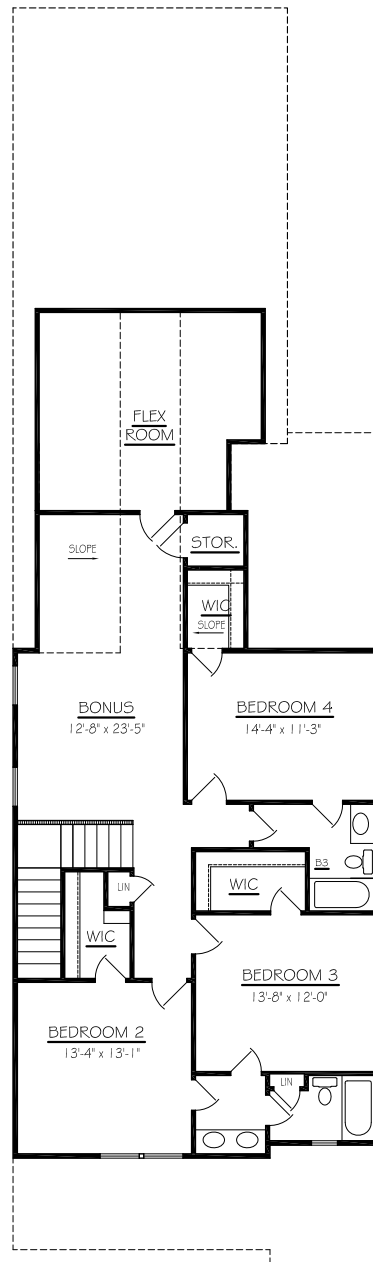 FLEX
ROOM
SLOPE
STOR.
WIC
SLOPE
BONUS
12'-8" x 23'-5"
BEDROOM 4
14'-4" x 11'-3"
B3
LIN
WIC
WIC
BEDROOM 3
13'-8" x 12'-0"
BEDROOM 2
13'-4" x 13'-1"
LIN